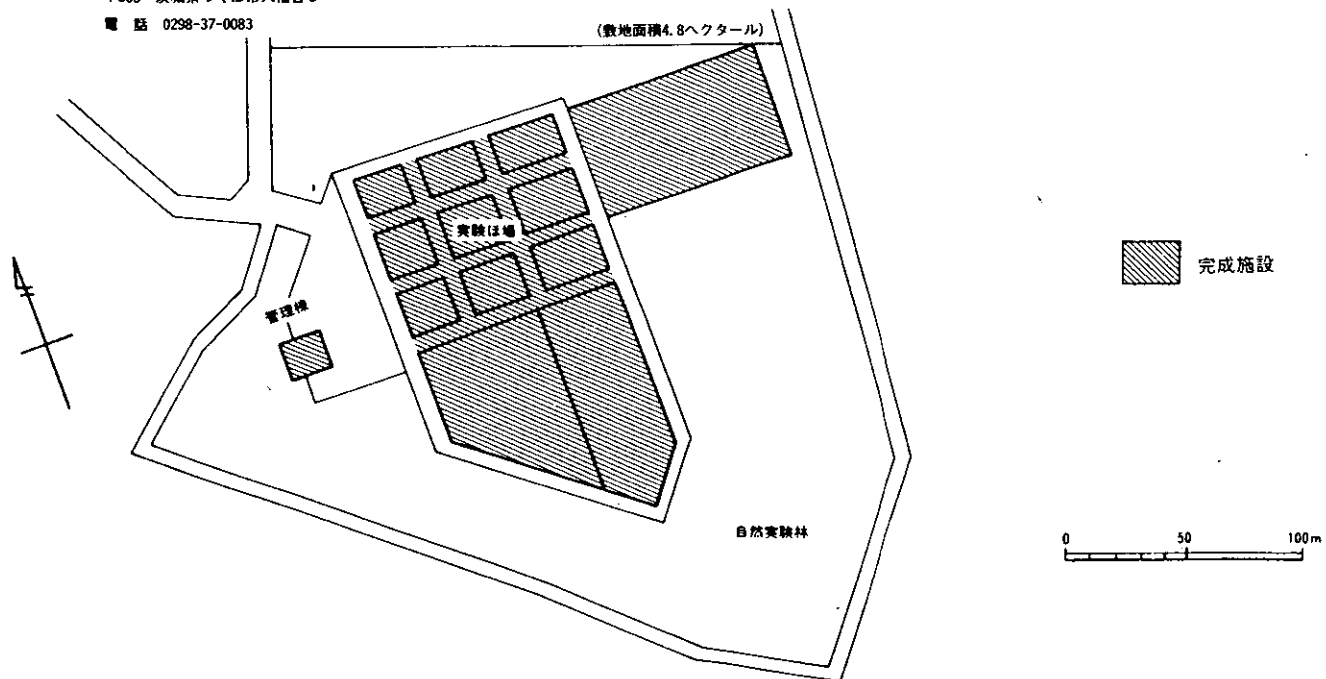 電 話 0298-37-0083
(敷地面積4.8ヘクタール)
実験ほ場
完成施設
管理棟
自然実験林
0 50 100m